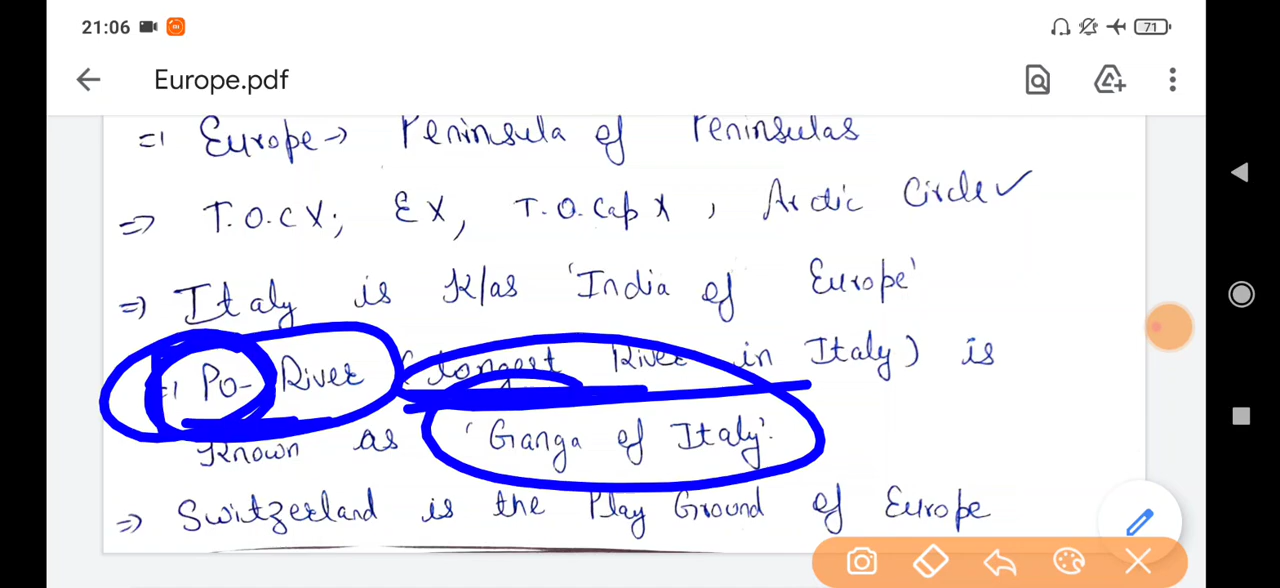 21:06
71
Europe.pdf
=) Europe → Peninsula of Peninsulas
=> T.O.C X; E X, T.O.Cap X, Arctic Circle ✓
=) Italy is K/as 'India of Europe'
=) Po- River (longest River in Italy) is
Known as 'Ganga of Italy'.
=> Switzerland is the Play Ground of Europe